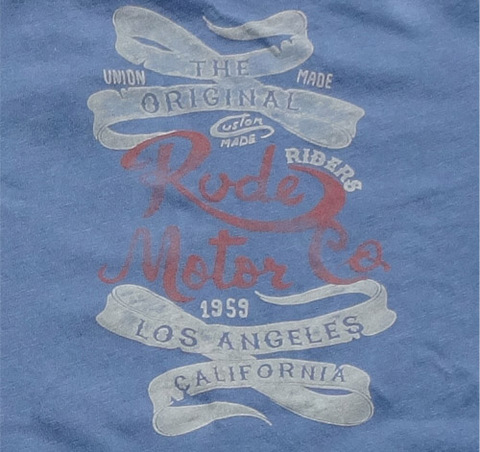 THE
UNION MADE
ORIGINAL
Custom
MADE
RIDERS
Rude
Motor Co
1959
LOS ANGELES
CALIFORNIA